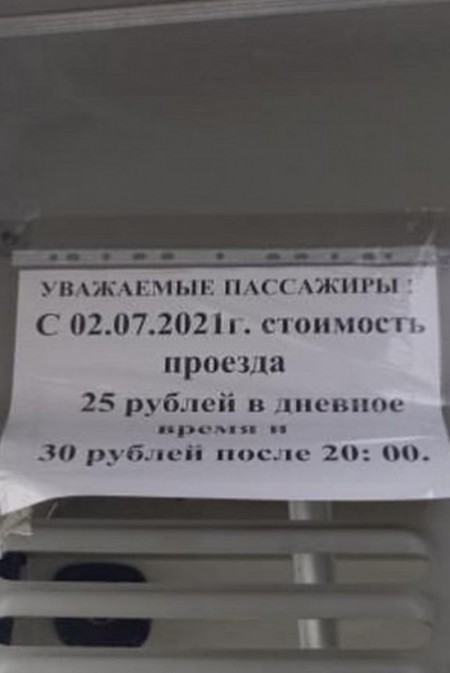 УВАЖАЕМЫЕ ПАССАЖИРЫ :
С 02.07.2021г. стоимость
проезда
25 рублей в дневное
время и
30 рублей после 20: 00.